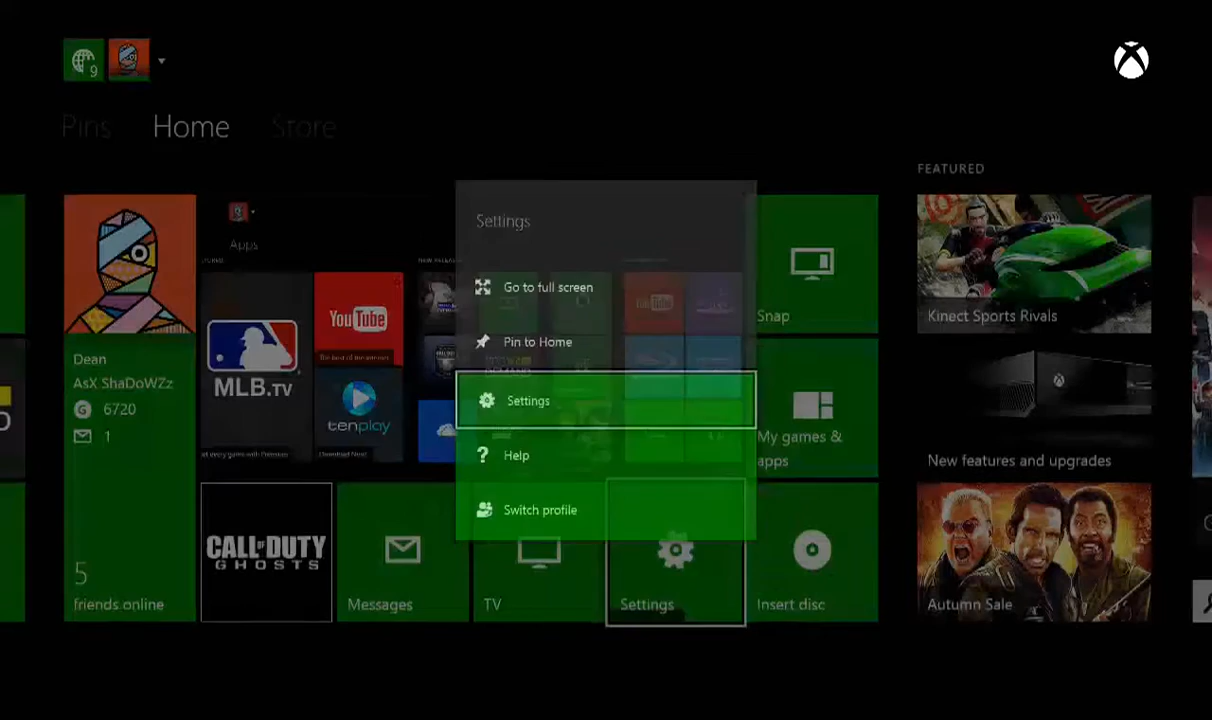 9
Pins
Home
Store
FEATURED
Apps
Settings
YouTube
MLB.TV
tenplay
Go to full screen
Pin to Home
Settings
Help
Switch profile
Snap
My games &
apps
Kinect Sports Rivals
New features and upgrades
Autumn Sale
Dean
AsX ShaDoWZz
6720
1
5
friends online
CALL OF DUTY
GHOSTS
Messages
TV
Settings
Insert disc